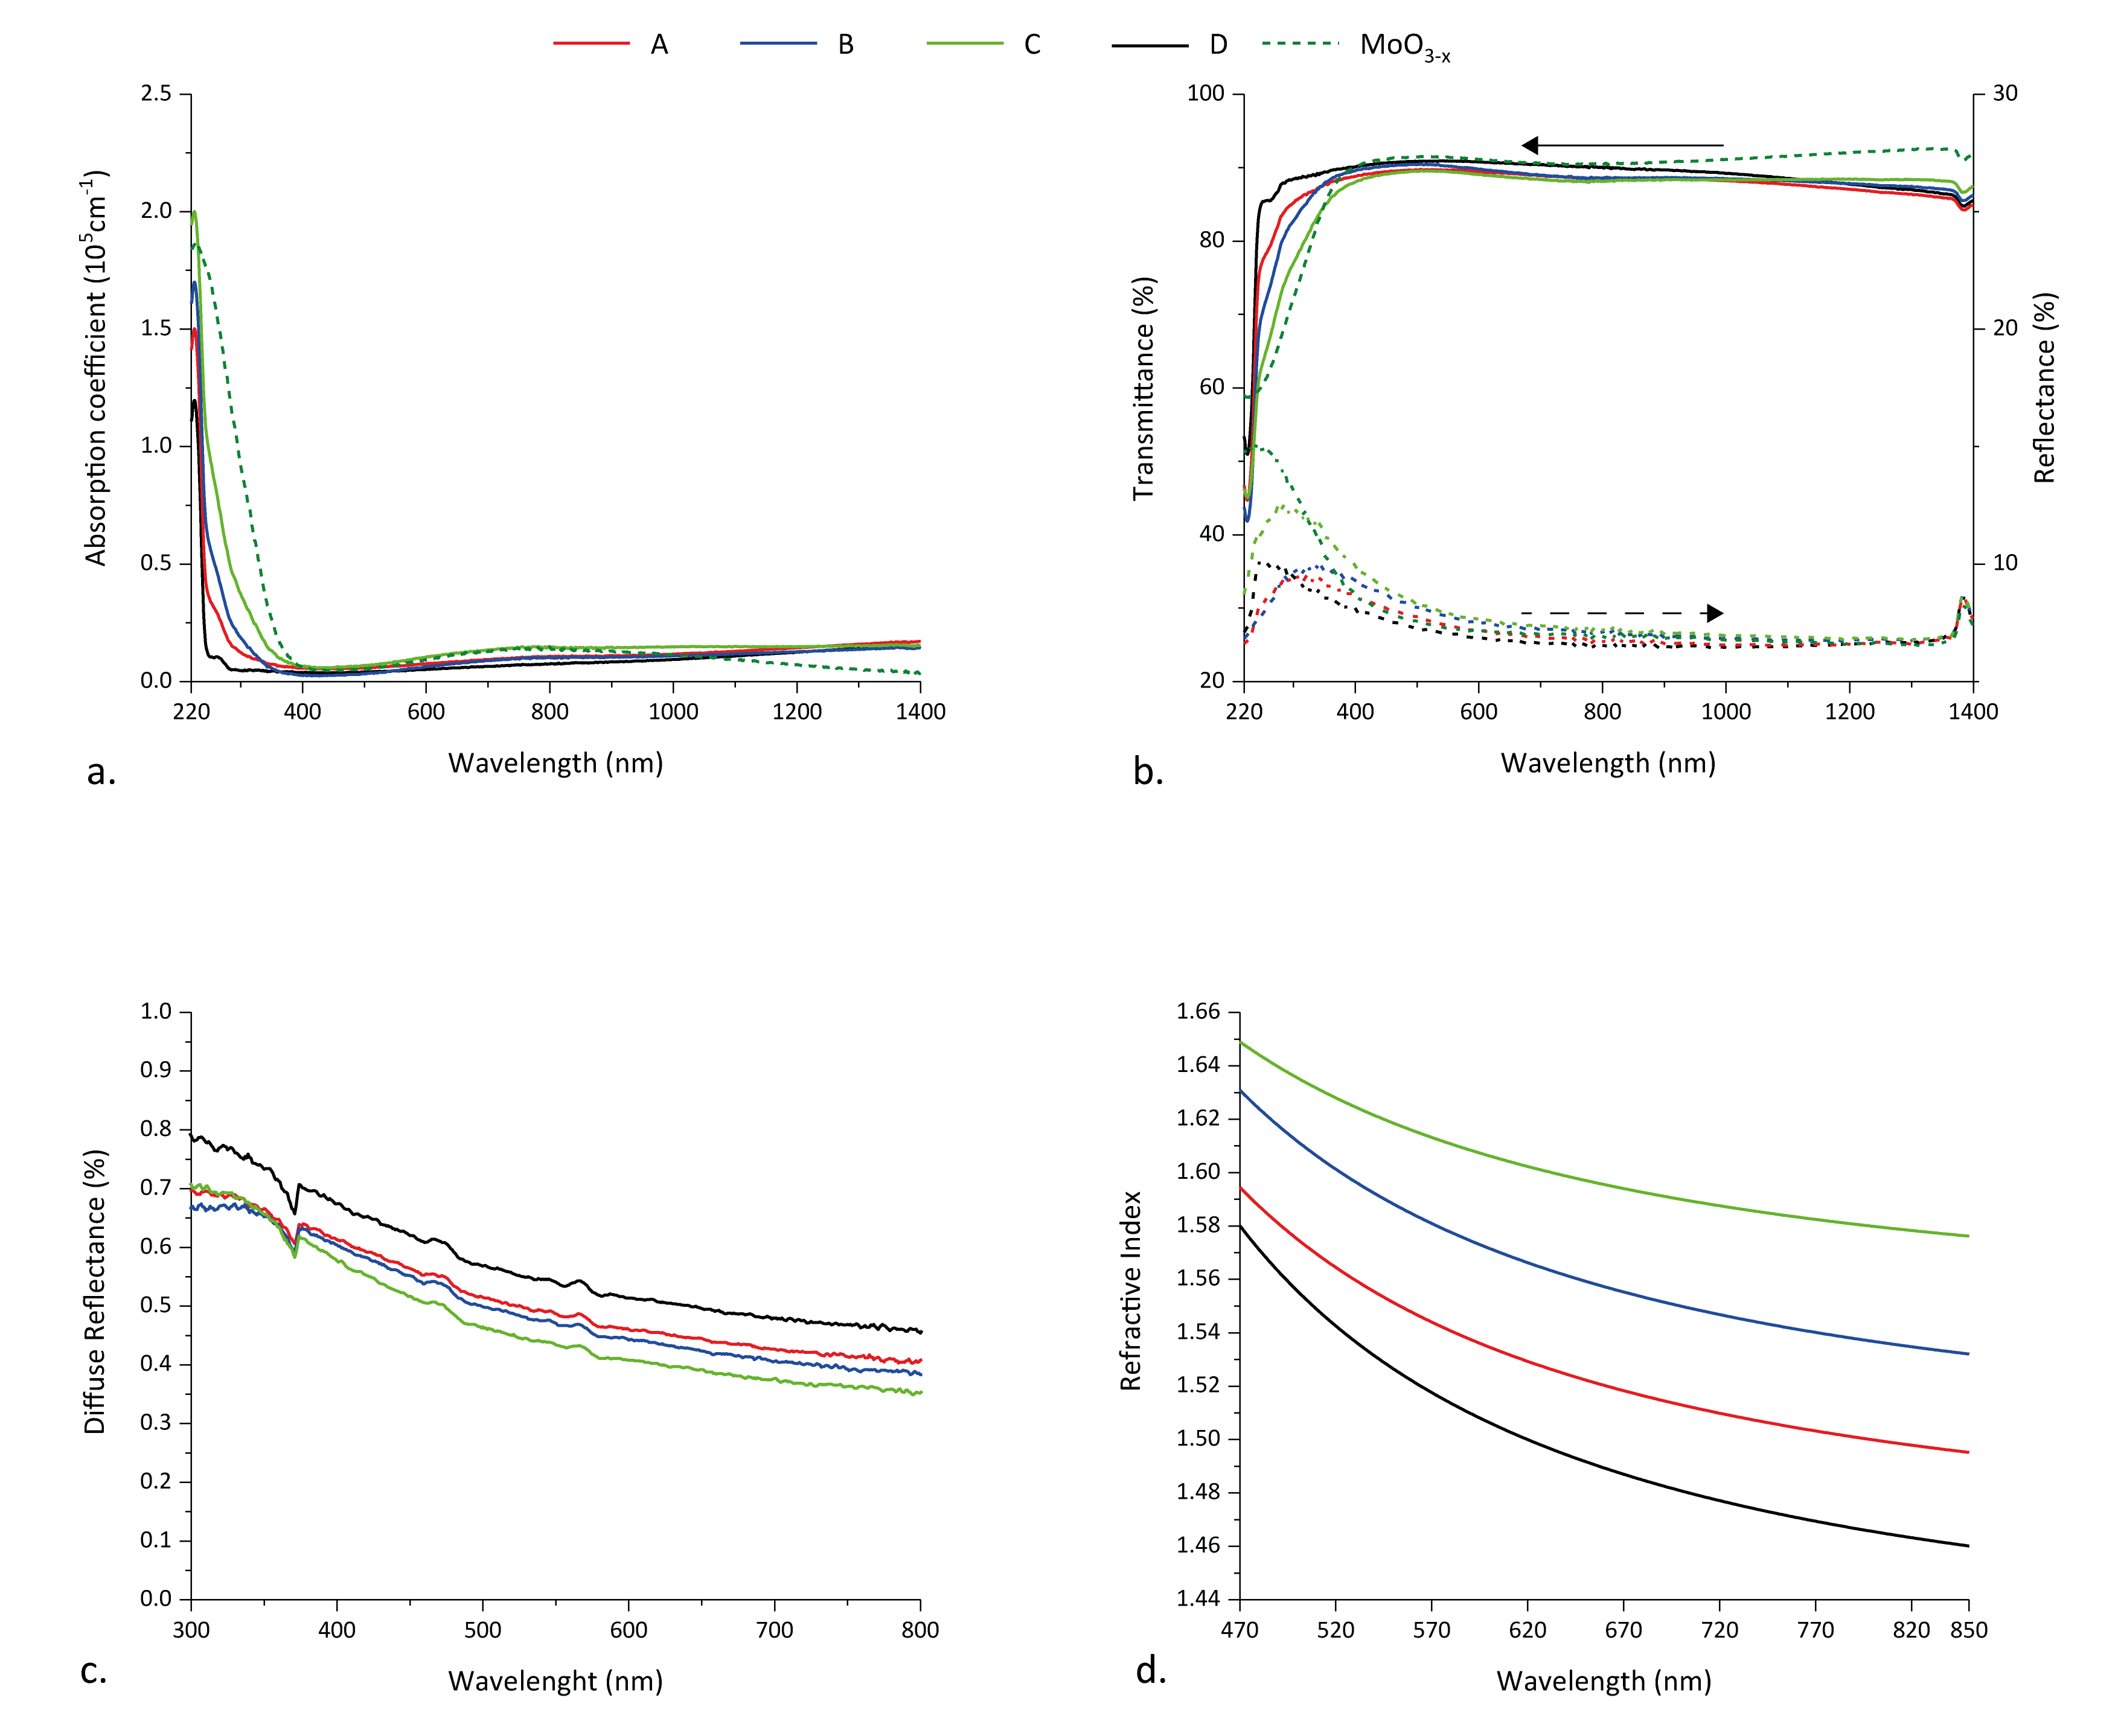 A B C D MoO3-x
2.5
2.0
1.5
1.0
0.5
0.0
Absorption coefficient (10^5cm^-1)
220 400 600 800 1000 1200 1400
Wavelength (nm)
a.
100
80
60
40
20
Transmittance (%)
30
20
10
Reflectance (%)
220 400 600 800 1000 1200 1400
Wavelength (nm)
b.
1.0
0.9
0.8
0.7
0.6
0.5
0.4
0.3
0.2
0.1
0.0
Diffuse Reflectance (%)
300 400 500 600 700 800
Wavelenght (nm)
c.
1.66
1.64
1.62
1.60
1.58
1.56
1.54
1.52
1.50
1.48
1.46
1.44
Refractive Index
470 520 570 620 670 720 770 820 850
Wavelength (nm)
d.